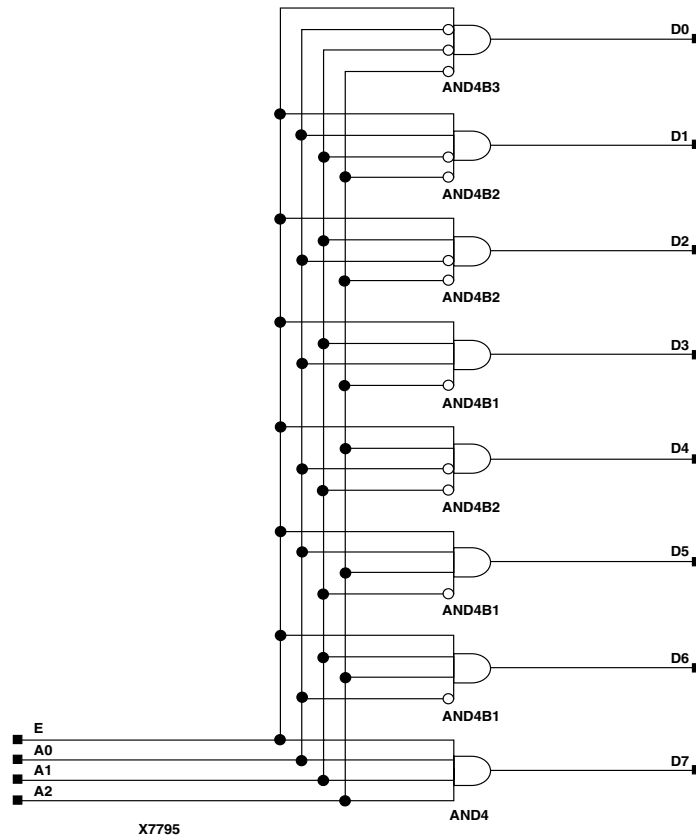 D0
AND4B3
D1
AND4B2
D2
AND4B2
D3
AND4B1
D4
AND4B2
D5
AND4B1
D6
AND4B1
E
A0
D7
A1
A2
AND4
X7795